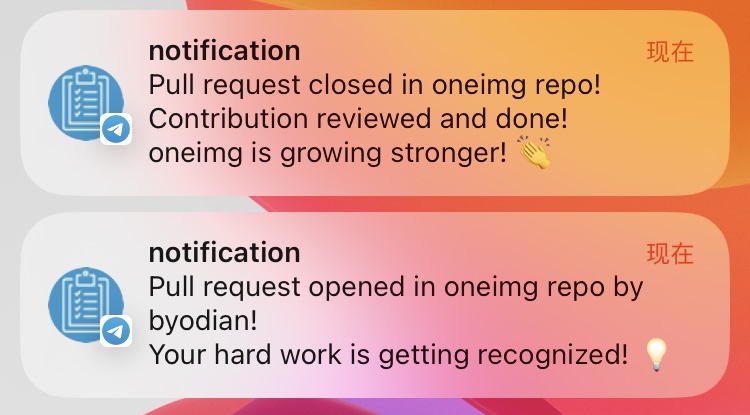 notification 现在
Pull request closed in oneimg repo!
Contribution reviewed and done!
oneimg is growing stronger! 👏
notification 现在
Pull request opened in oneimg repo by
byodian!
Your hard work is getting recognized! 💡